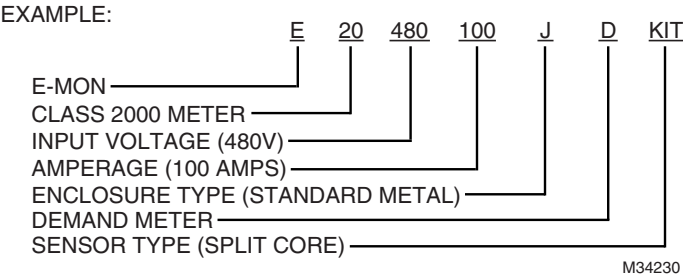 EXAMPLE:
E 20 480 100 J D KIT
E-MON
CLASS 2000 METER
INPUT VOLTAGE (480V)
AMPERAGE (100 AMPS)
ENCLOSURE TYPE (STANDARD METAL)
DEMAND METER
SENSOR TYPE (SPLIT CORE)
M34230